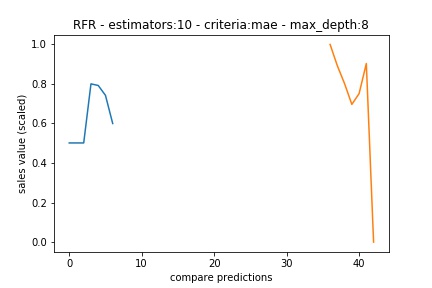 RFR - estimators:10 - criteria:mae - max_depth:8
sales value (scaled)
1.0
0.8
0.6
0.4
0.2
0.0
0 10 20 30 40
compare predictions